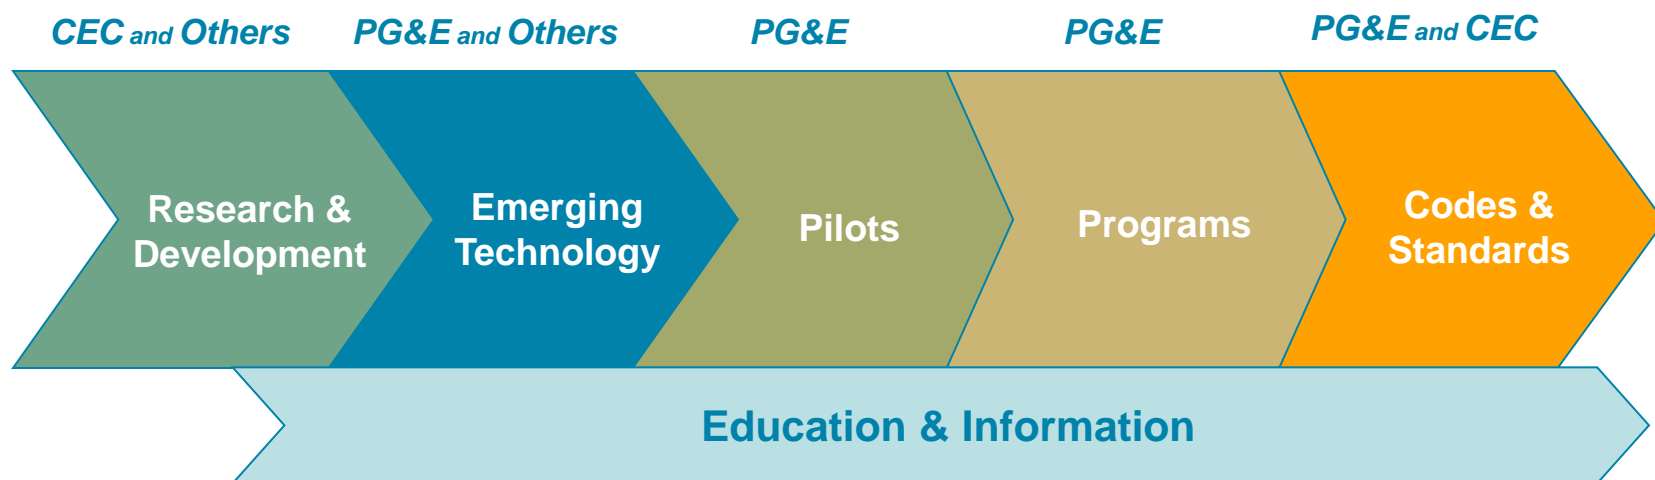 CEC and Others PG&E and Others PG&E PG&E PG&E and CEC
Research &
Development
Emerging
Technology
Pilots
Programs
Codes &
Standards
Education & Information